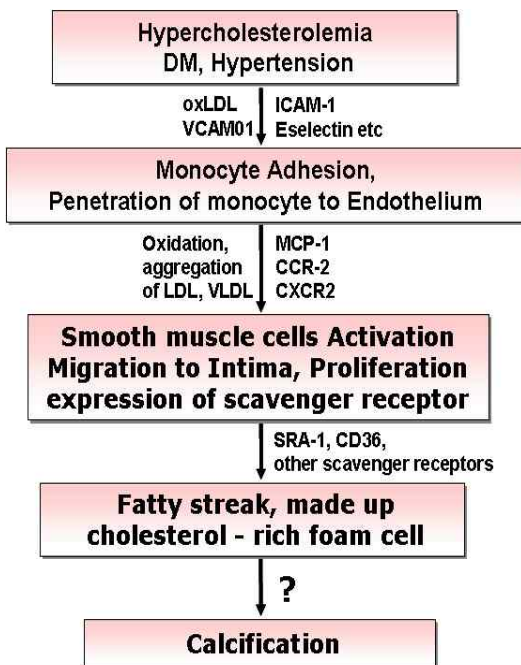 Hypercholesterolemia
DM, Hypertension
oxLDL
VCAM01
ICAM-1
Eselectin etc
Monocyte Adhesion,
Penetration of monocyte to Endothelium
Oxidation,
aggregation
of LDL, VLDL
MCP-1
CCR-2
CXCR2
Smooth muscle cells Activation
Migration to Intima, Proliferation
expression of scavenger receptor
SRA-1, CD36,
other scavenger receptors
Fatty streak, made up
cholesterol - rich foam cell
?
Calcification